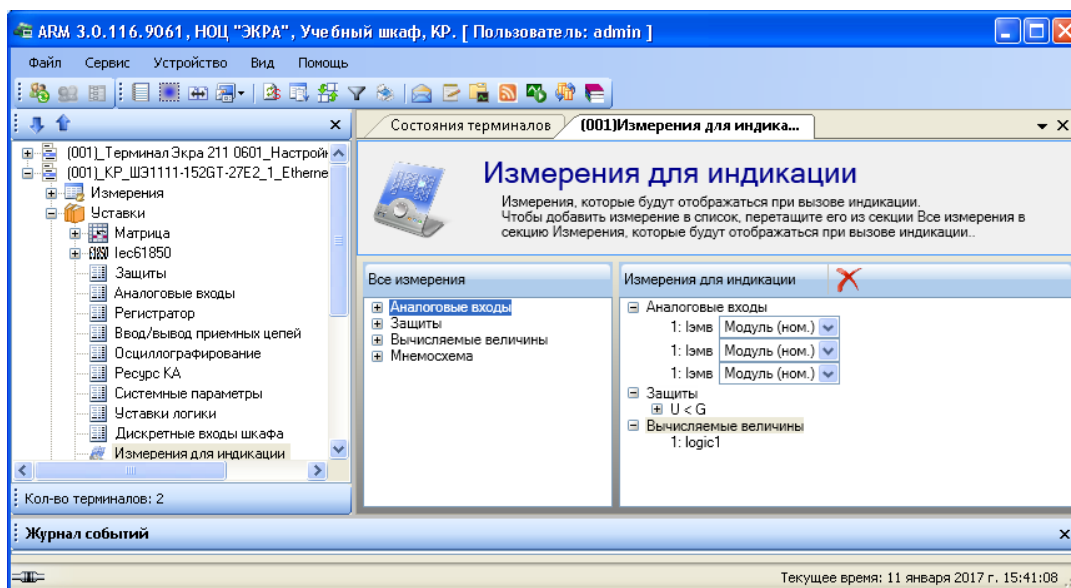 ARM 3.0.116.9061, НОЦ "ЭКРА", Учебный шкаф, КР. [ Пользователь: admin ]
Файл Сервис Устройство Вид Помощь
Состояния терминалов (001)Измерения для индика...
(001)_Терминал Экра 211 0601_Настройк
(001)_КР_ШЭ1111-152GT-27E2_1_Etherne
Измерения
Уставки
Матрица
61850 Iec61850
Защиты
Аналоговые входы
Регистратор
Ввод/вывод приемных цепей
Осциллографирование
Ресурс КА
Системные параметры
Уставки логики
Дискретные входы шкафа
Измерения для индикации
Кол-во терминалов: 2
Измерения для индикации
Измерения, которые будут отображаться при вызове индикации.
Чтобы добавить измерение в список, перетащите его из секции Все измерения в
секцию Измерения, которые будут отображаться при вызове индикации..
Все измерения
Аналоговые входы
Защиты
Вычисляемые величины
Мнемосхема
Измерения для индикации
Аналоговые входы
1: Iэмв Модуль (ном.)
1: Iэмв Модуль (ном.)
1: Iэмв Модуль (ном.)
Защиты
U < G
Вычисляемые величины
1: logic1
Журнал событий
Текущее время: 11 января 2017 г. 15:41:08